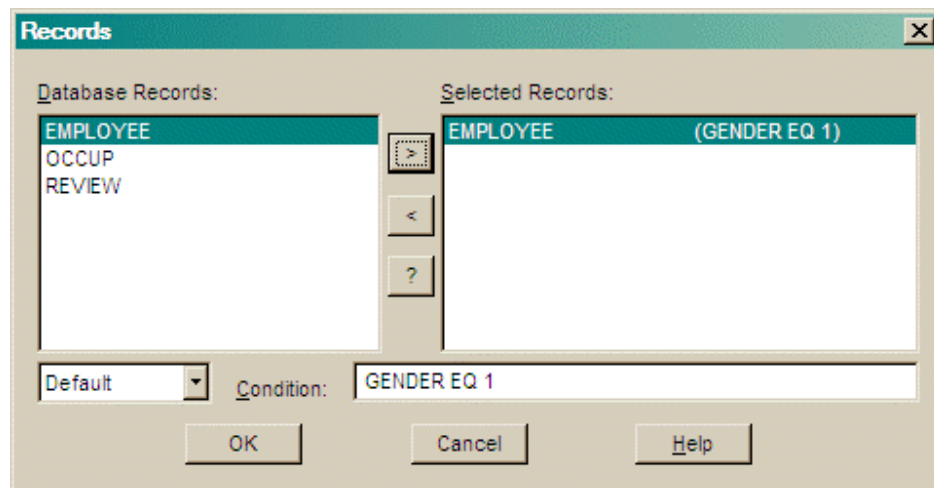 Records
Database Records:
Selected Records:
EMPLOYEE
OCCUP
REVIEW
>
<
?
EMPLOYEE (GENDER EQ 1)
Default
Condition:
GENDER EQ 1
OK
Cancel
Help